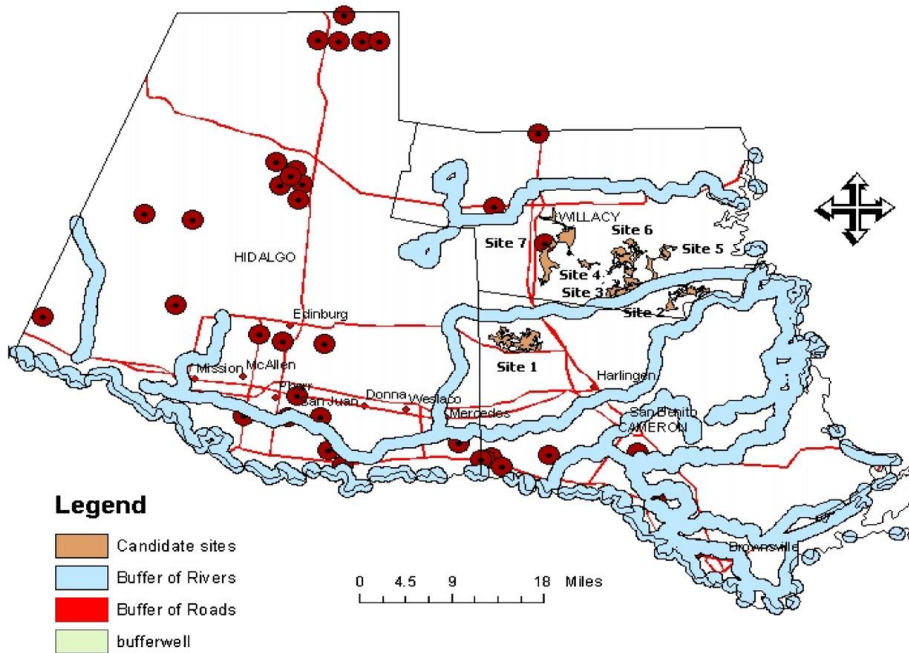 WILLACY
Site 7
Site 6
Site 5
Site 4
Site 3
Site 2
HIDALGO
Edinburg
Site 1
Mission
McAllen
Harlingen
San Juan
Donna
Weslaco
Mercedes
San Benito
CAMERON
Brownsville
Legend
Candidate sites
Buffer of Rivers
Buffer of Roads
bufferwell
0 4.5 9 18 Miles